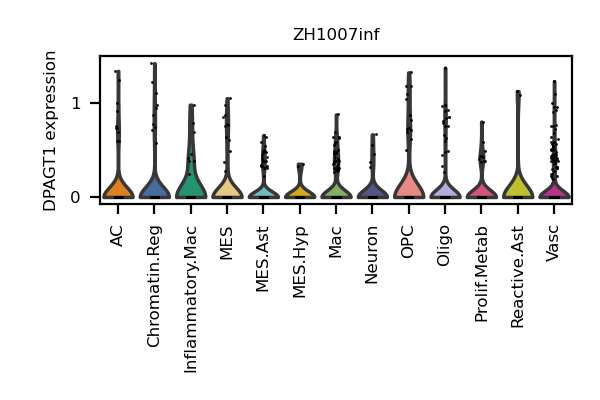 ZH1007inf
DPAGT1 expression
1
0
AC
Chromatin.Reg
Inflammatory.Mac
MES
MES.Ast
MES.Hyp
Mac
Neuron
OPC
Oligo
Prolif.Metab
Reactive.Ast
Vasc